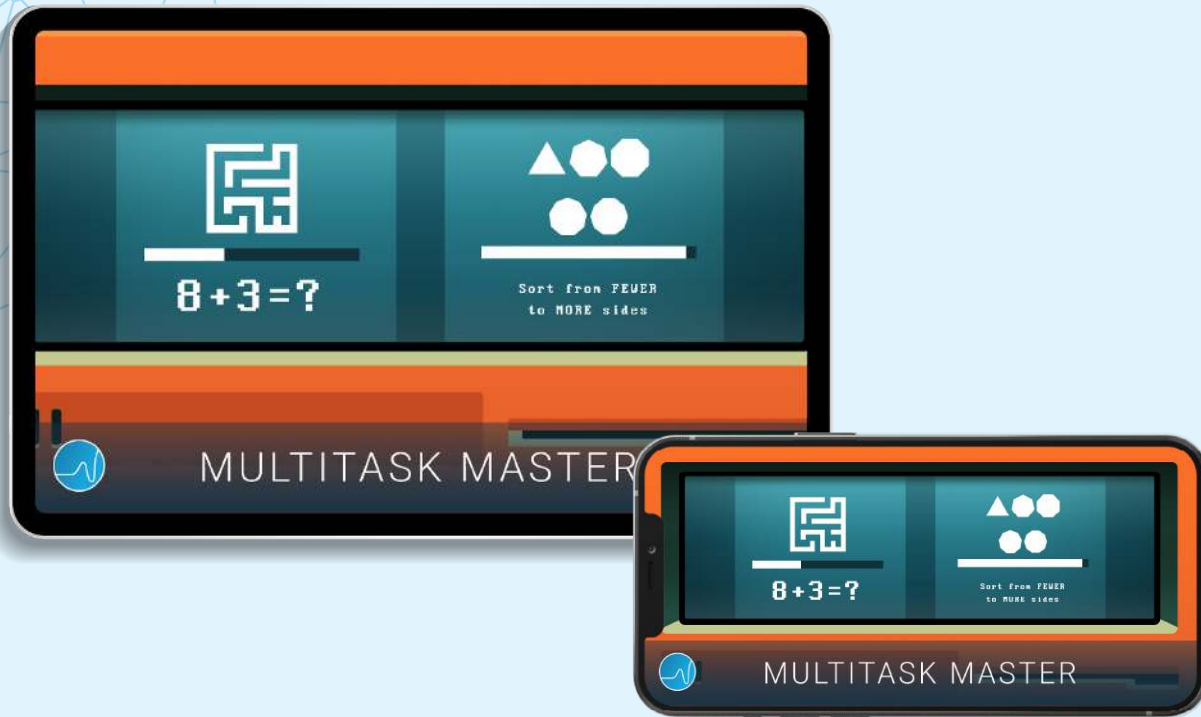 8+3=?
Sort from FEWER
to MORE sides
MULTITASK MASTER
8+3=?
Sort from FEWER
to MORE sides
MULTITASK MASTER